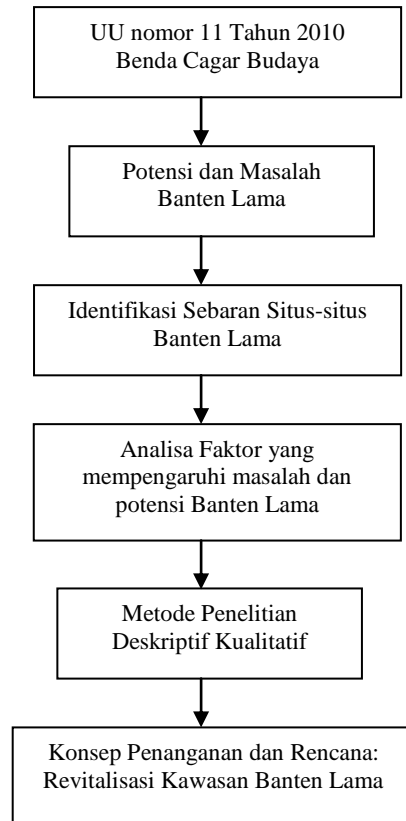 UU nomor 11 Tahun 2010
Benda Cagar Budaya
Potensi dan Masalah
Banten Lama
Identifikasi Sebaran Situs-situs
Banten Lama
Analisa Faktor yang
mempengaruhi masalah dan
potensi Banten Lama
Metode Penelitian
Deskriptif Kualitatif
Konsep Penanganan dan Rencana:
Revitalisasi Kawasan Banten Lama